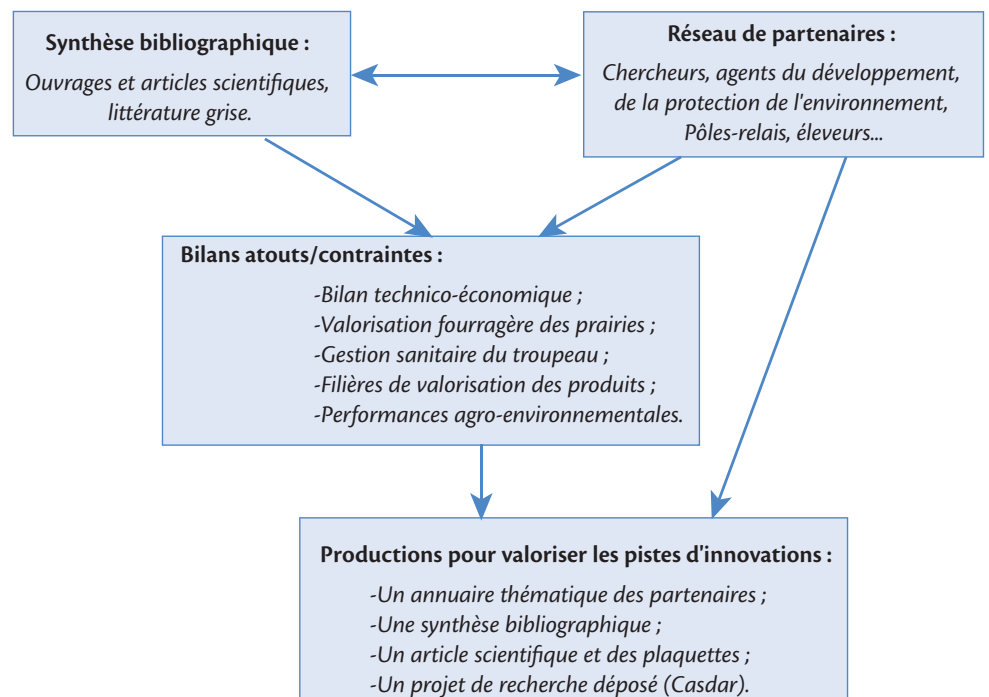 Synthèse bibliographique :
Ouvrages et articles scientifiques,
littérature grise.
Réseau de partenaires :
Chercheurs, agents du développement,
de la protection de l'environnement,
Pôles-relais, éleveurs...
Bilans atouts/contraintes :
-Bilan technico-économique ;
-Valorisation fourragère des prairies ;
-Gestion sanitaire du troupeau ;
-Filières de valorisation des produits ;
-Performances agro-environnementales.
Productions pour valoriser les pistes d'innovations :
-Un annuaire thématique des partenaires ;
-Une synthèse bibliographique ;
-Un article scientifique et des plaquettes ;
-Un projet de recherche déposé (Casdar).